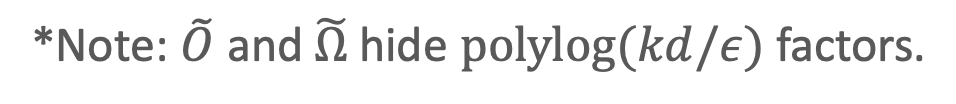 *Note: Õ and Ω̃ hide polylog(kd/ϵ) factors.